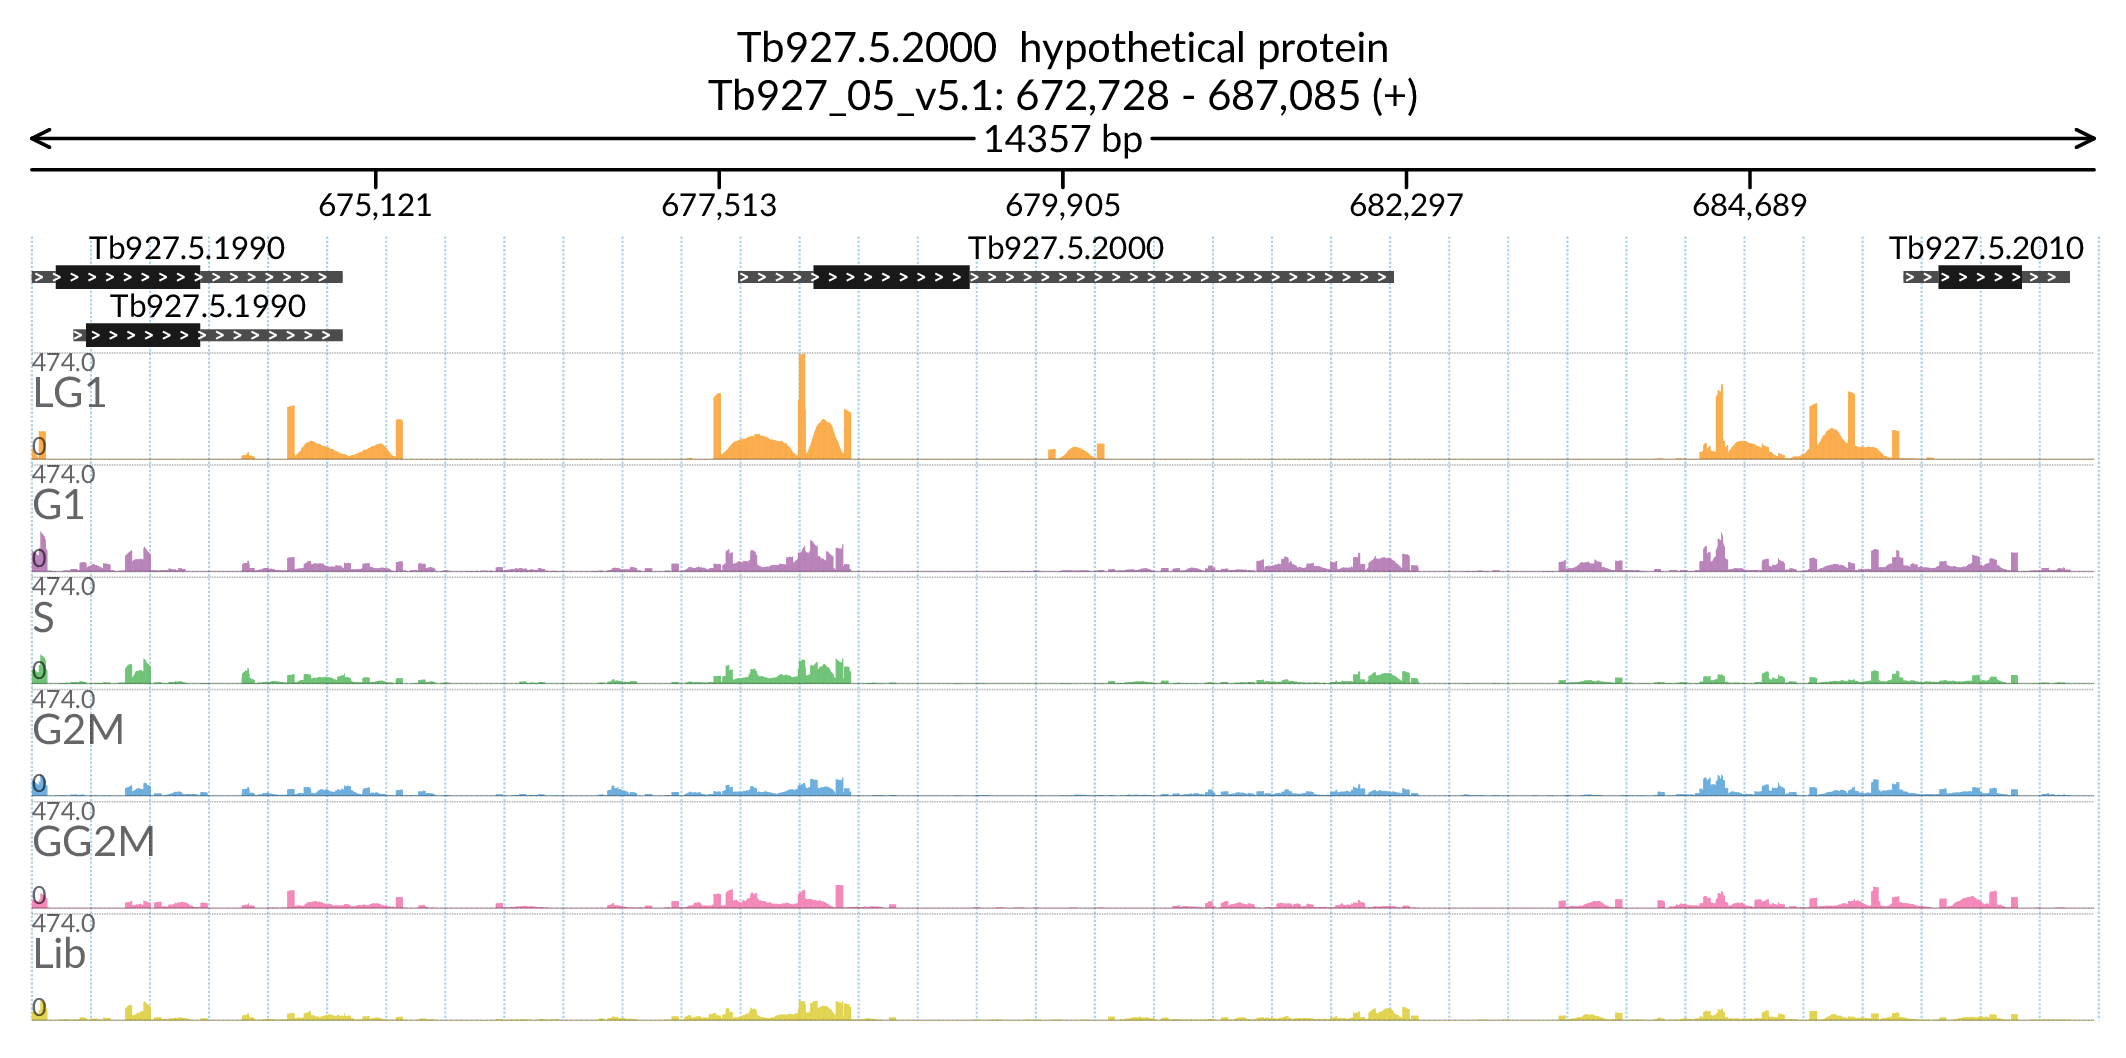 Tb927.5.2000  hypothetical protein
Tb927_05_v5.1: 672,728 - 687,085 (+)
14357 bp
675,121 677,513 679,905 682,297 684,689
Tb927.5.1990 Tb927.5.2000 Tb927.5.2010
Tb927.5.1990
474.0
LG1
0
474.0
G1
0
474.0
S
0
474.0
G2M
0
474.0
GG2M
0
474.0
Lib
0